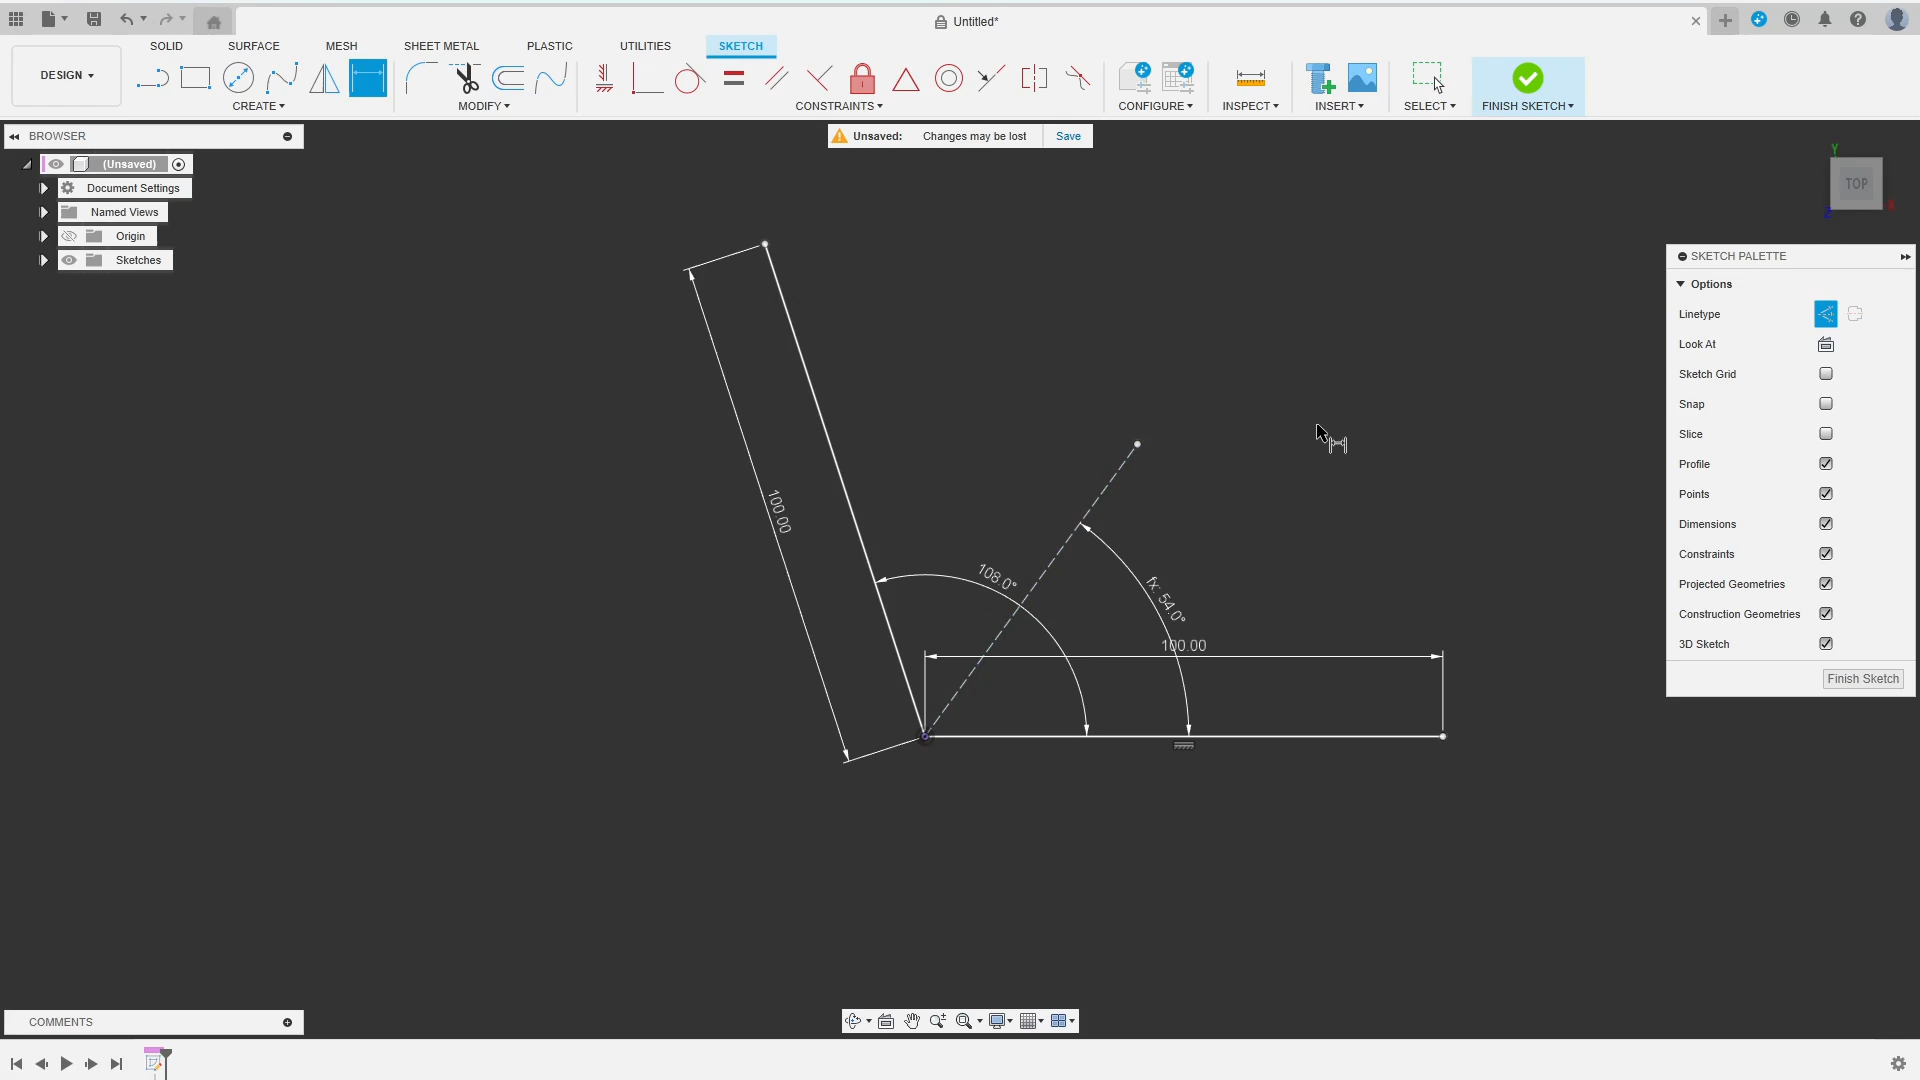 Untitled*
DESIGN
SOLID
SURFACE
MESH
SHEET METAL
PLASTIC
UTILITIES
SKETCH
CREATE
MODIFY
CONSTRAINTS
CONFIGURE
INSPECT
INSERT
SELECT
FINISH SKETCH
BROWSER
Unsaved: Changes may be lost Save
(Unsaved)
Document Settings
Named Views
Origin
Sketches
Y
TOP
X
Z
SKETCH PALETTE
Options
Linetype
Look At
Sketch Grid
Snap
Slice
Profile
Points
Dimensions
Constraints
Projected Geometries
Construction Geometries
3D Sketch
Finish Sketch
100.00
108.0°
fx: 54.0°
100.00
COMMENTS